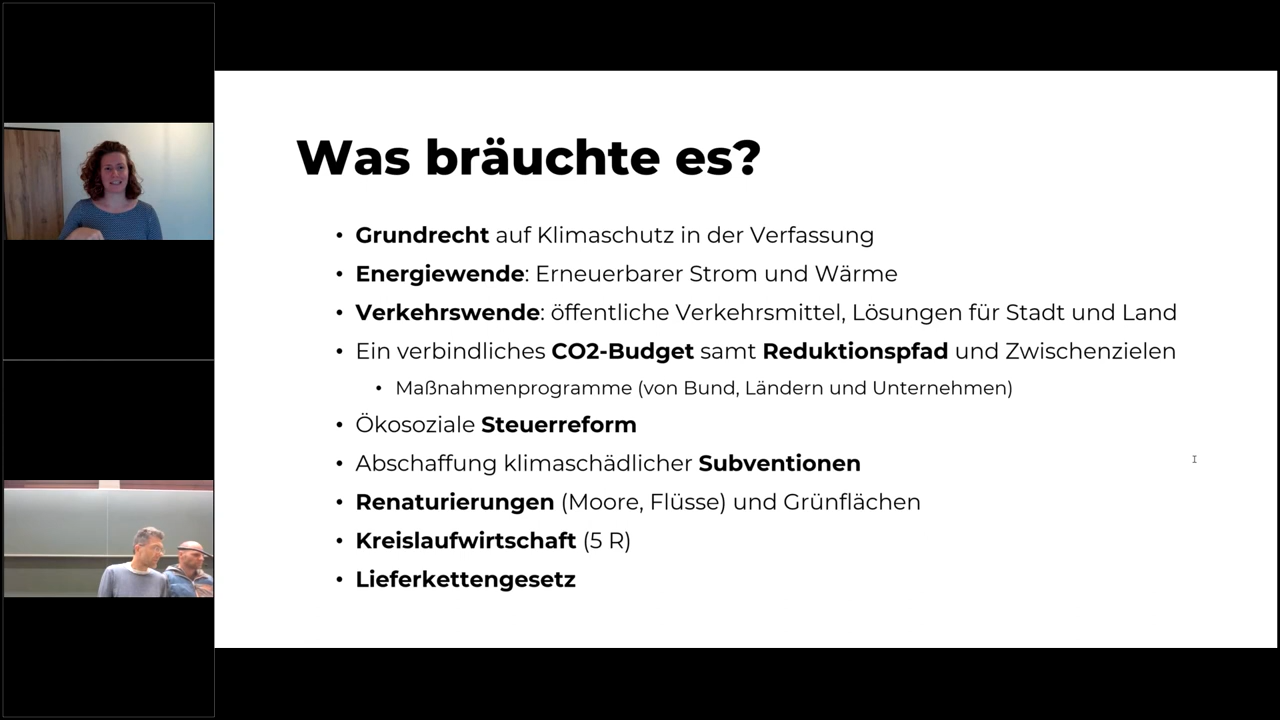 Was bräuchte es?
• Grundrecht auf Klimaschutz in der Verfassung
• Energiewende: Erneuerbarer Strom und Wärme
• Verkehrswende: öffentliche Verkehrsmittel, Lösungen für Stadt und Land
• Ein verbindliches CO2-Budget samt Reduktionspfad und Zwischenzielen
• Maßnahmenprogramme (von Bund, Ländern und Unternehmen)
• Ökosoziale Steuerreform
• Abschaffung klimaschädlicher Subventionen
• Renaturierungen (Moore, Flüsse) und Grünflächen
• Kreislaufwirtschaft (5 R)
• Lieferkettengesetz